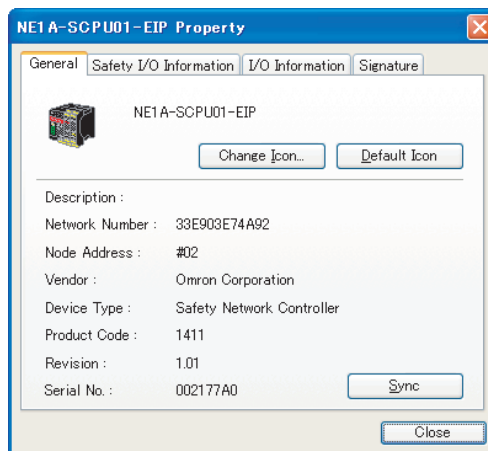 NE1A-SCPU01-EIP Property
General Safety I/O Information I/O Information Signature
NE1A-SCPU01-EIP
Change Icon... Default Icon
Description :
Network Number : 33E903E74A92
Node Address : #02
Vendor : Omron Corporation
Device Type : Safety Network Controller
Product Code : 1411
Revision : 1.01
Serial No. : 002177A0 Sync
Close